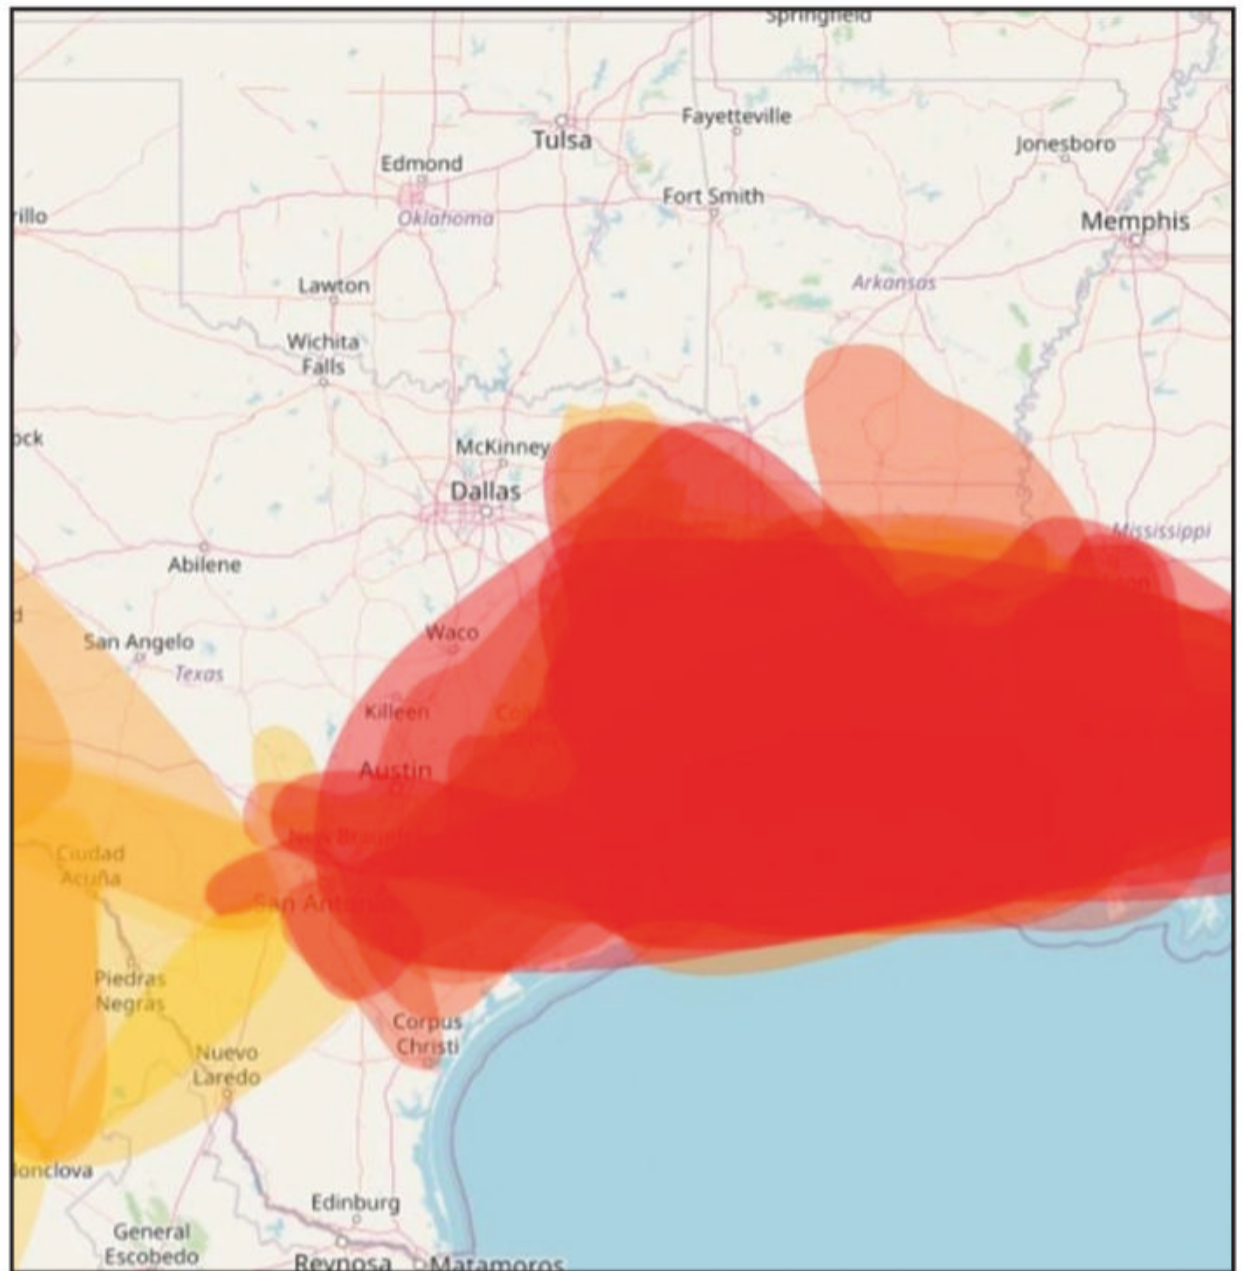 Springfield
Fayetteville
Tulsa
Jonesboro
Edmond
Fort Smith
rillo
Oklahoma
Memphis
Lawton
Arkansas
Wichita
Falls
ock
McKinney
Dallas
Mississippi
Abilene
d
Waco
San Angelo
Texas
Killeen
Austin
New Braunfels
Ciudad
Acuña
San Antonio
Piedras
Negras
Corpus
Christi
Nuevo
Laredo
lonclova
Edinburg
General
Escobedo
Reynosa
Matamoros